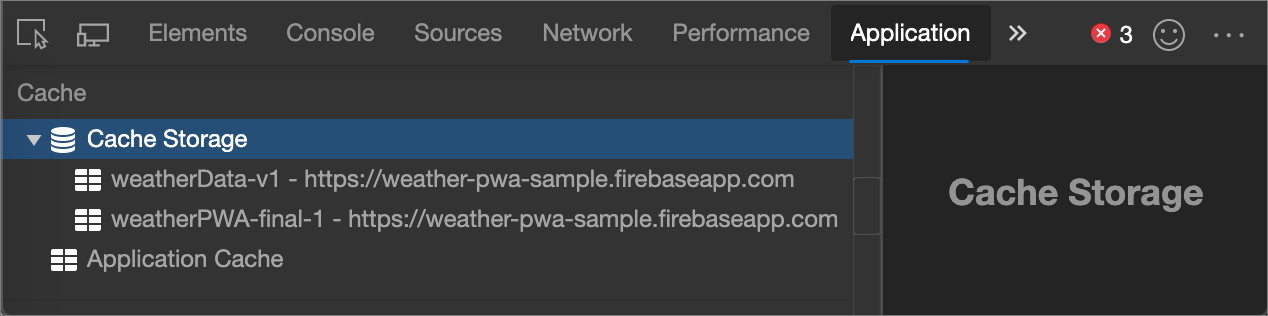 Elements Console Sources Network Performance Application » 3
Cache
Cache Storage
weatherData-v1 - https://weather-pwa-sample.firebaseapp.com
weatherPWA-final-1 - https://weather-pwa-sample.firebaseapp.com
Application Cache
Cache Storage